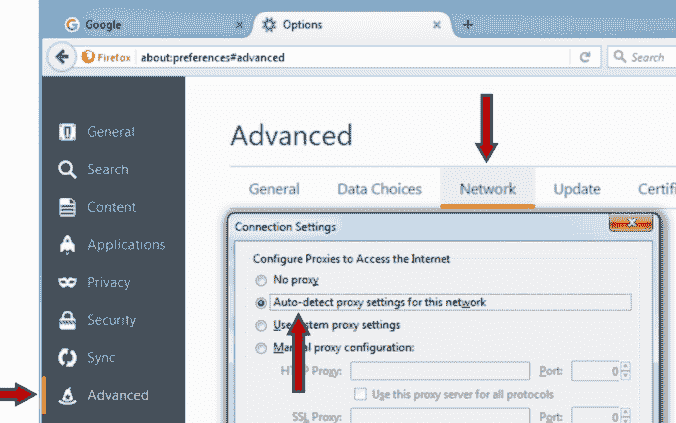 Google
Options
Firefox about:preferences#advanced
Search
General
Search
Content
Applications
Privacy
Security
Sync
Advanced
Advanced
General Data Choices Network Update Certifi
Connection Settings
Configure Proxies to Access the Internet
No proxy
Auto-detect proxy settings for this network
Use system proxy settings
Manual proxy configuration:
HTTP Proxy: Port: 0
Use this proxy server for all protocols
SSL Proxy: Port: 0